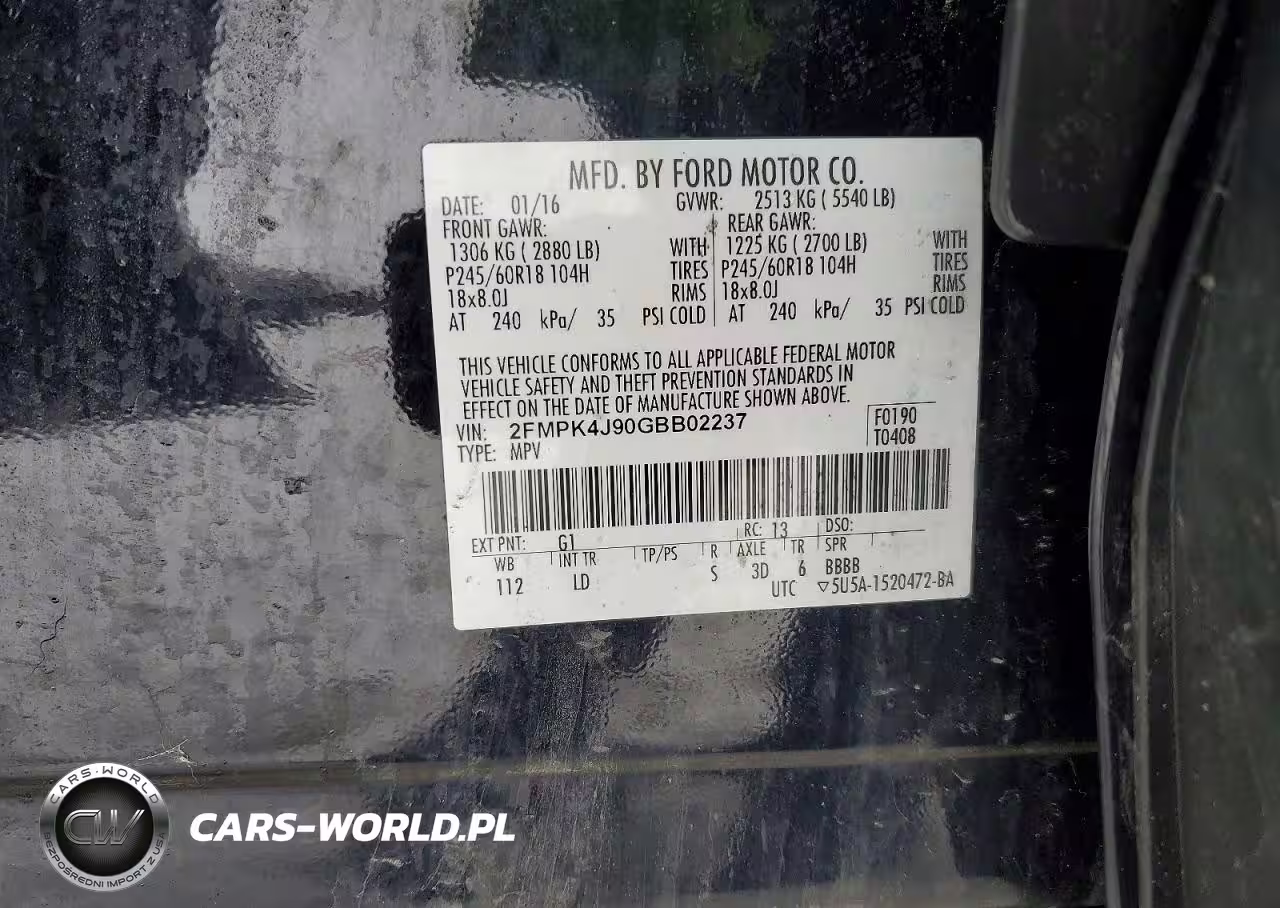 MFD. BY FORD MOTOR CO.
DATE: 01/16 GVWR: 2513 KG ( 5540 LB)
FRONT GAWR: REAR GAWR:
1306 KG ( 2880 LB) WITH 1225 KG ( 2700 LB) WITH
P245/60R18 104H TIRES P245/60R18 104H TIRES
18x8.0J RIMS 18x8.0J RIMS
AT 240 kPa/ 35 PSI COLD AT 240 kPa/ 35 PSI COLD
THIS VEHICLE CONFORMS TO ALL APPLICABLE FEDERAL MOTOR
VEHICLE SAFETY AND THEFT PREVENTION STANDARDS IN
EFFECT ON THE DATE OF MANUFACTURE SHOWN ABOVE.
VIN: 2FMPK4J90GBB02237 F0190
TYPE: MPV T0408
EXT PNT: G1 RC: 13 DSO:
WB INT TR TP/PS R AXLE TR SPR
112 LD S 3D 6 BBBB
UTC ▽5U5A-1520472-BA
CARS-WORLD
CW
BEZPOŚREDNI IMPORT Z USA
CARS-WORLD.PL